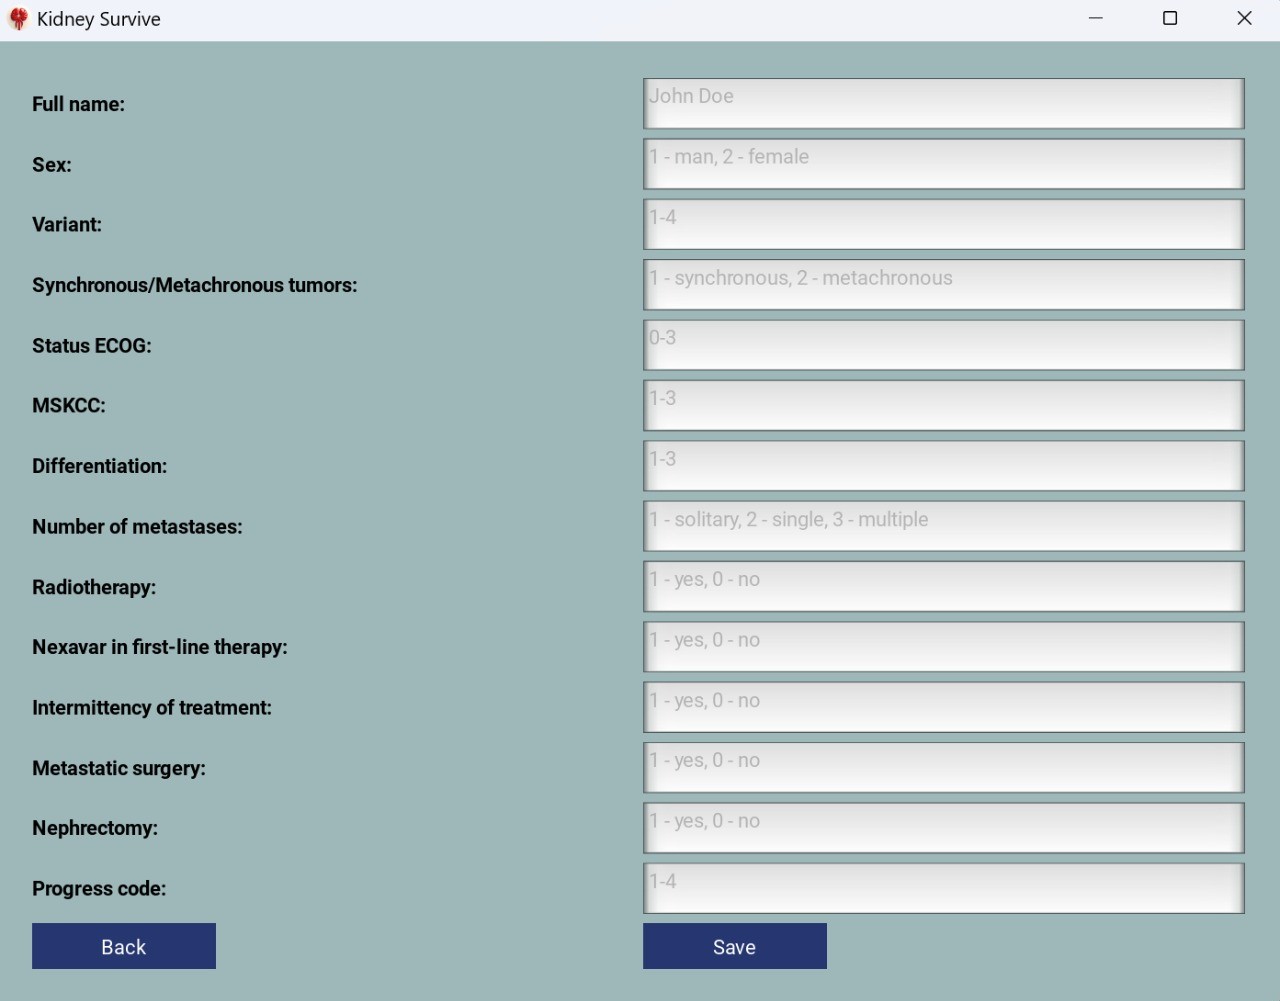 Kidney Survive
Full name: John Doe
Sex: 1 - man, 2 - female
Variant: 1-4
Synchronous/Metachronous tumors: 1 - synchronous, 2 - metachronous
Status ECOG: 0-3
MSKCC: 1-3
Differentiation: 1-3
Number of metastases: 1 - solitary, 2 - single, 3 - multiple
Radiotherapy: 1 - yes, 0 - no
Nexavar in first-line therapy: 1 - yes, 0 - no
Intermittency of treatment: 1 - yes, 0 - no
Metastatic surgery: 1 - yes, 0 - no
Nephrectomy: 1 - yes, 0 - no
Progress code: 1-4
Back Save